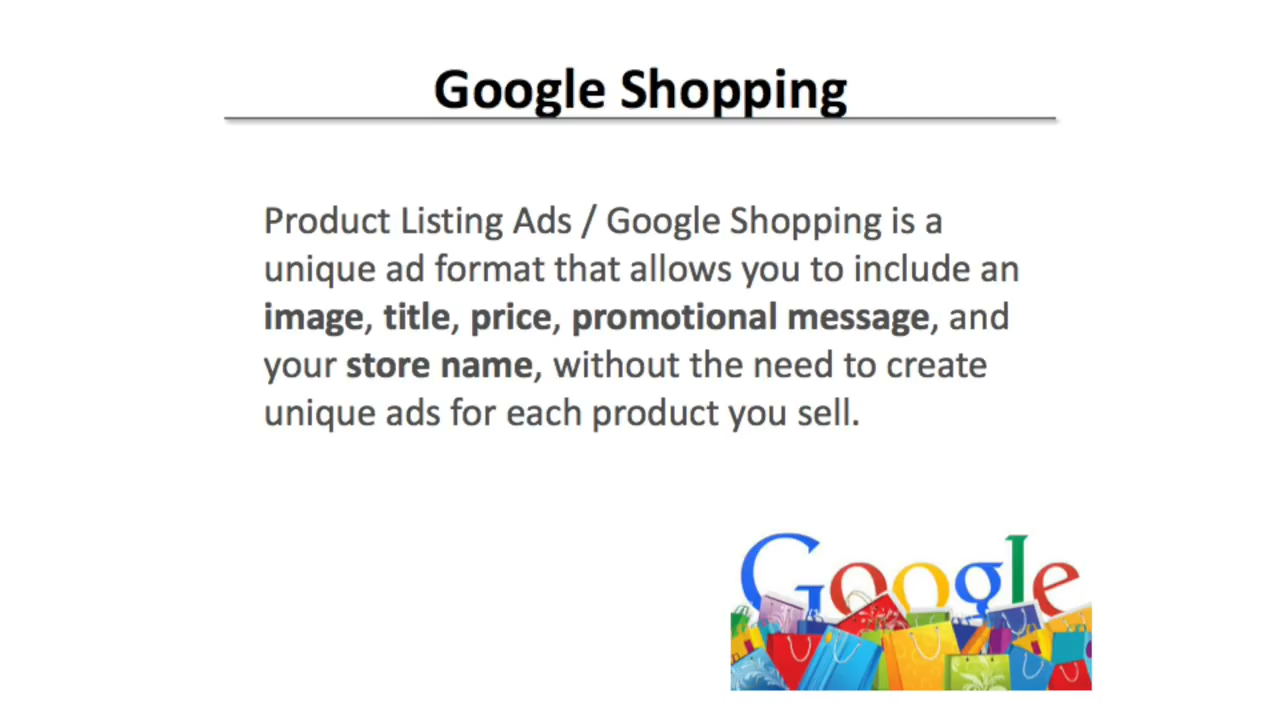 Google Shopping
Product Listing Ads / Google Shopping is a
unique ad format that allows you to include an
image, title, price, promotional message, and
your store name, without the need to create
unique ads for each product you sell.
Google